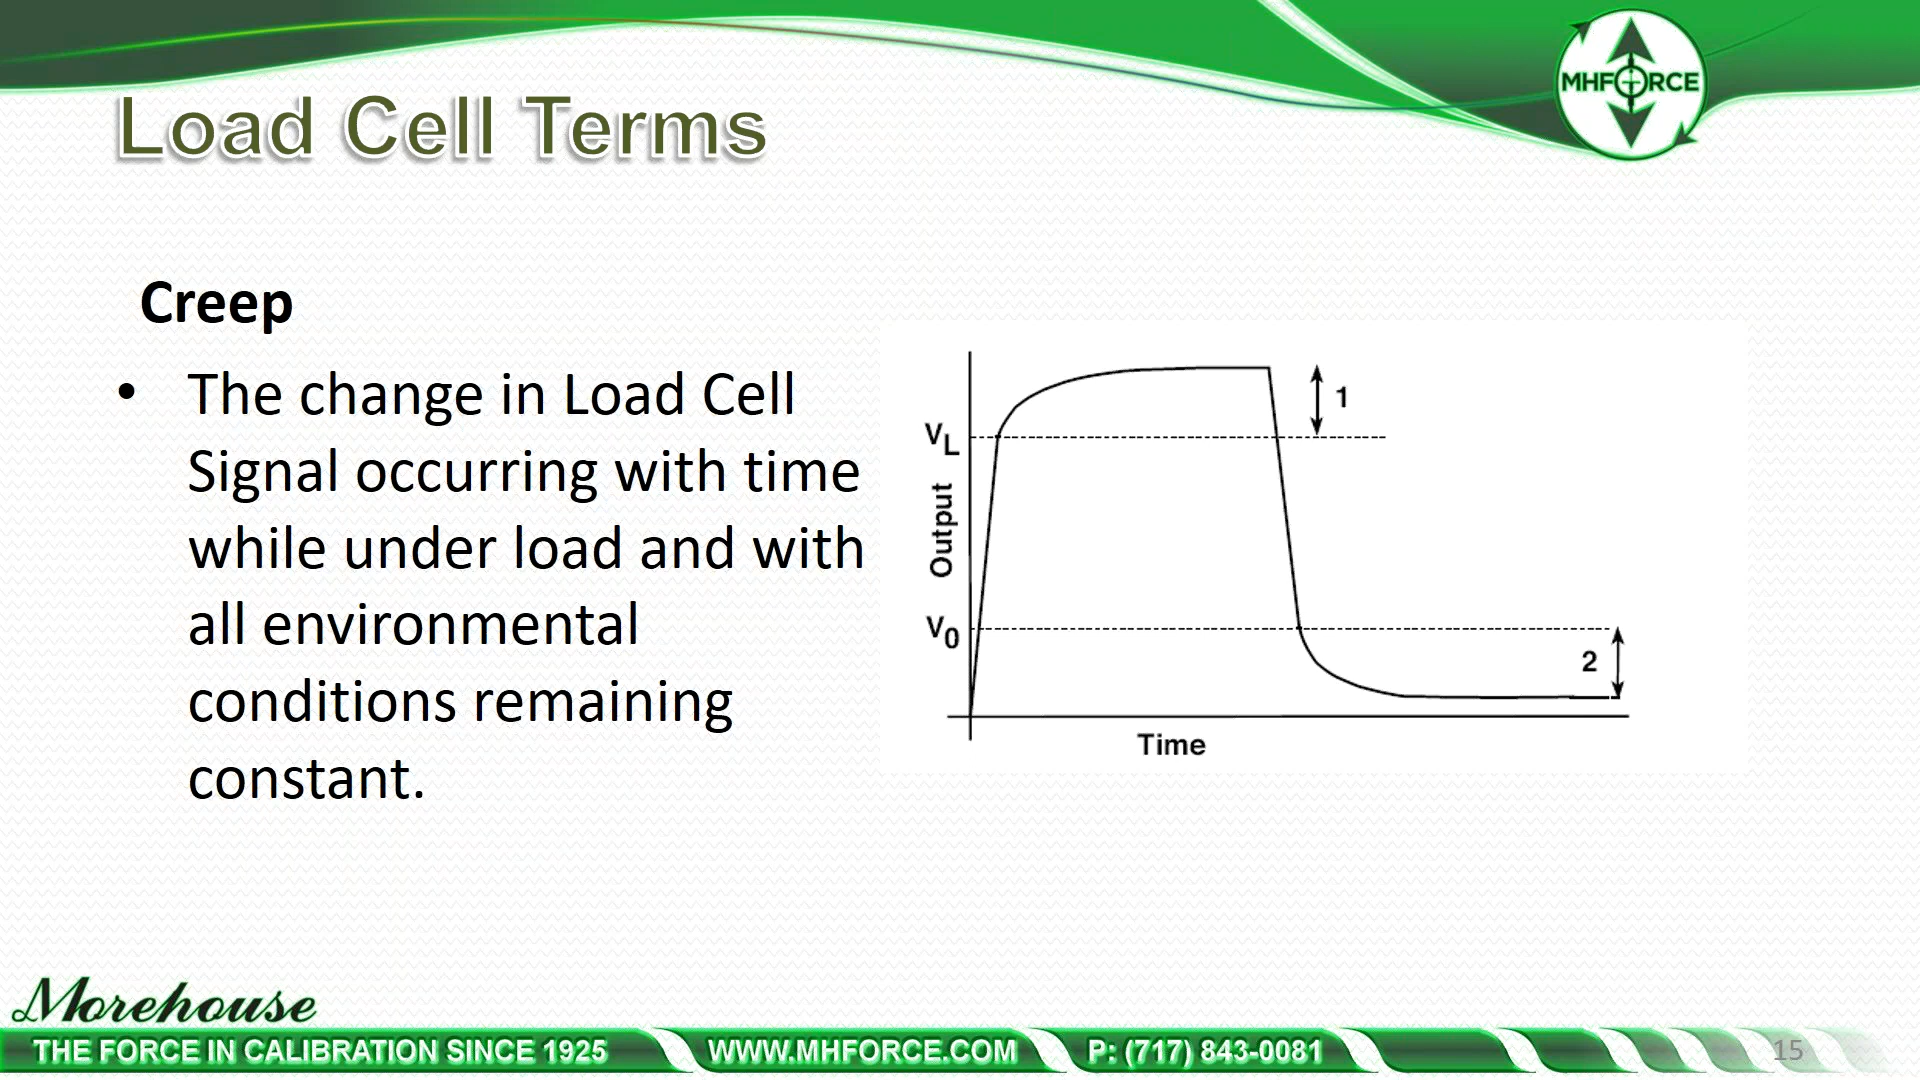 MHFORCE
Load Cell Terms
Creep
• The change in Load Cell
Signal occurring with time
while under load and with
all environmental
conditions remaining
constant.
1
VL
Output
V0
2
Time
Morehouse
THE FORCE IN CALIBRATION SINCE 1925 WWW.MHFORCE.COM P: (717) 843-0081 15